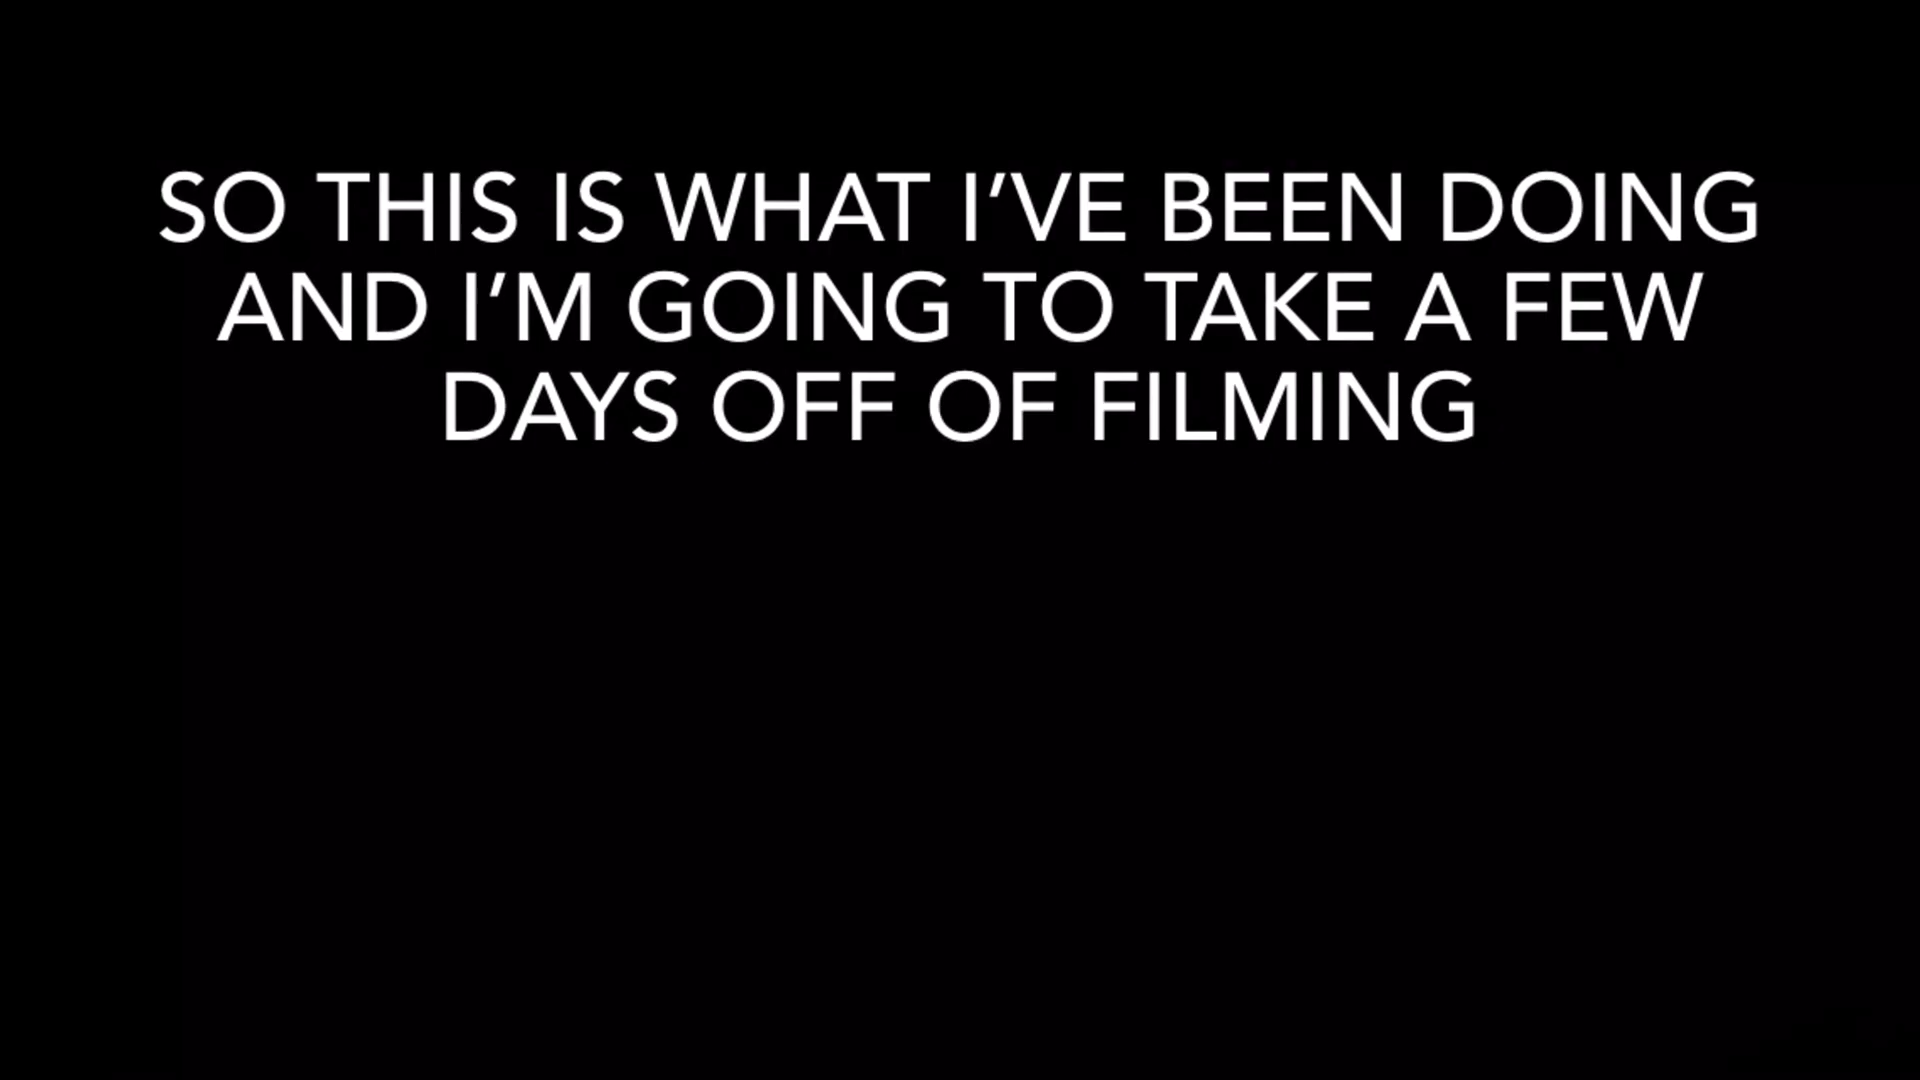 SO THIS IS WHAT I’VE BEEN DOING
AND I’M GOING TO TAKE A FEW
DAYS OFF OF FILMING